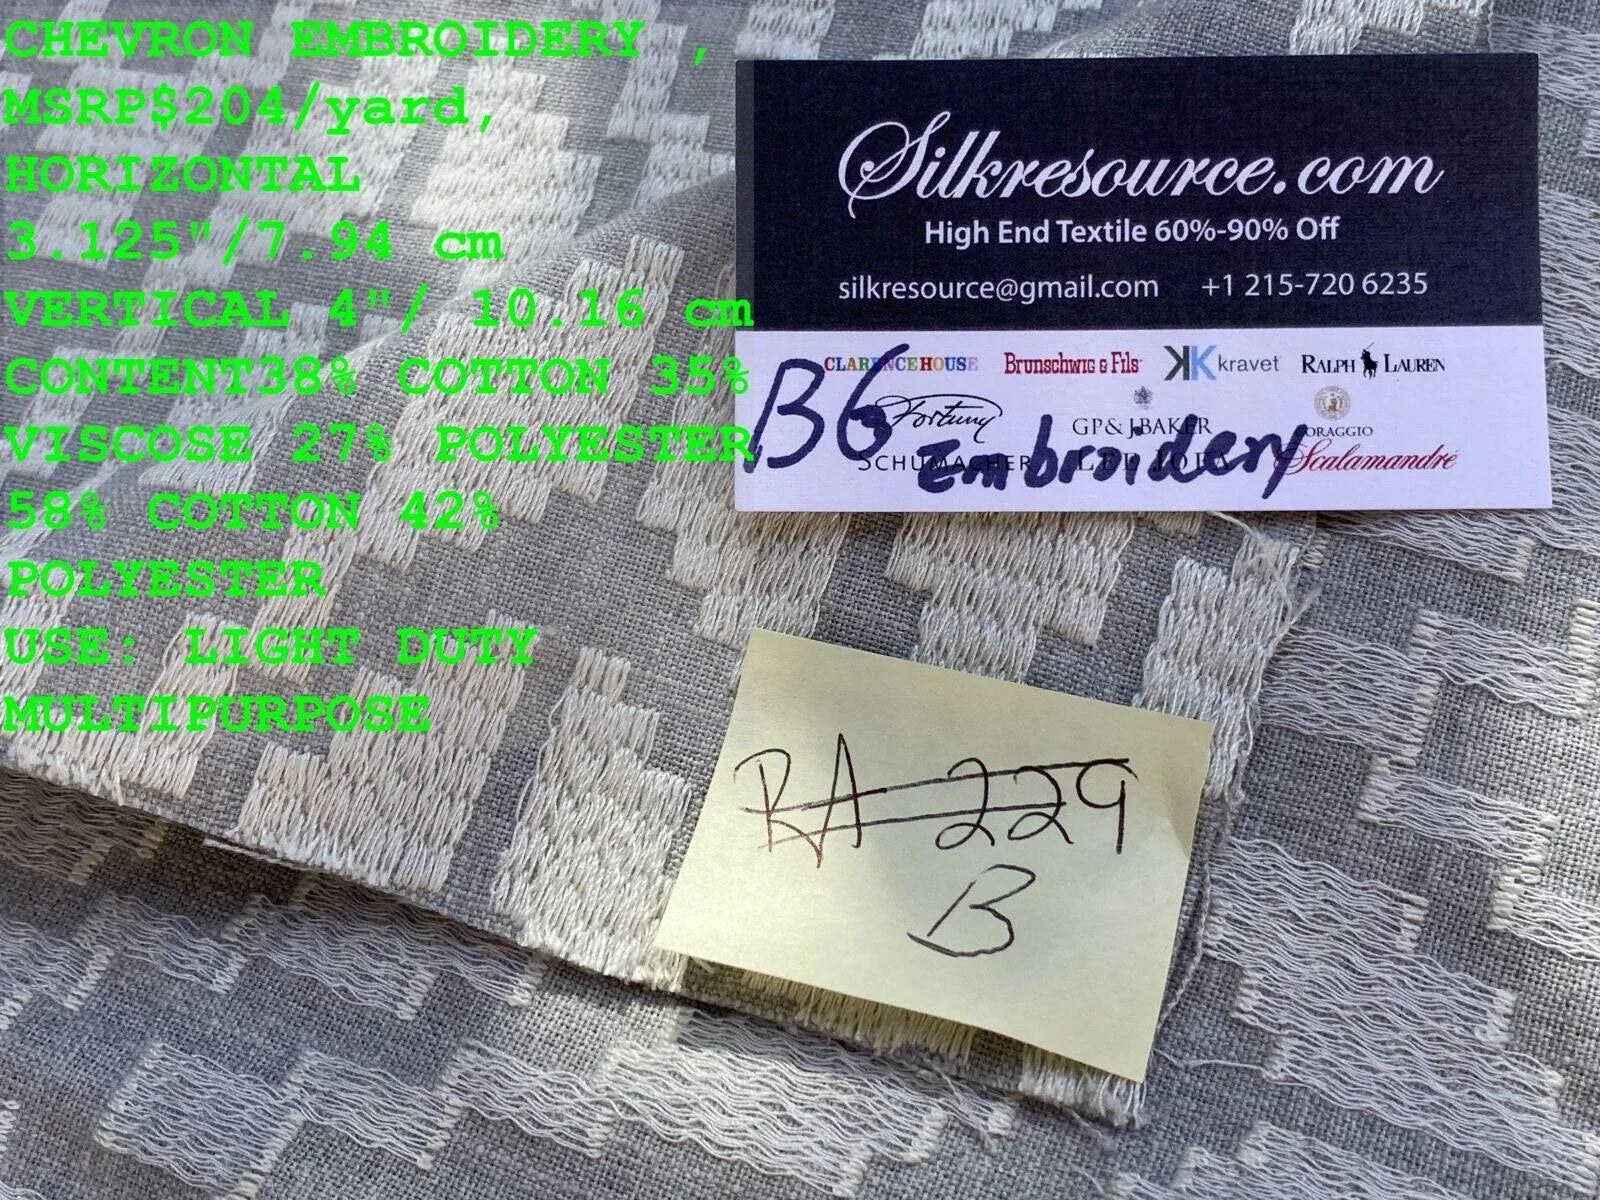 CHEVRON EMBROIDERY ,
MSRP$204/yard,
HORIZONTAL
3.125"/7.94 cm
VERTICAL 4"/ 10.16 cm
CONTENT38% COTTON 35%
VISCOSE 27% POLYESTER
58% COTTON 42%
POLYESTER
USE: LIGHT DUTY
MULTIPURPOSE
Silkresource.com
High End Textile 60%-90% Off
silkresource@gmail.com +1 215-720 6235
CLARENCE HOUSE BRUNSCHWIG & FILS kravet RALPH LAUREN
B6 Fortuny GP & J BAKER FORAGGIO
SCHUMACHER LEE JOFA Scalamandré
Embroidery
RA 229
B